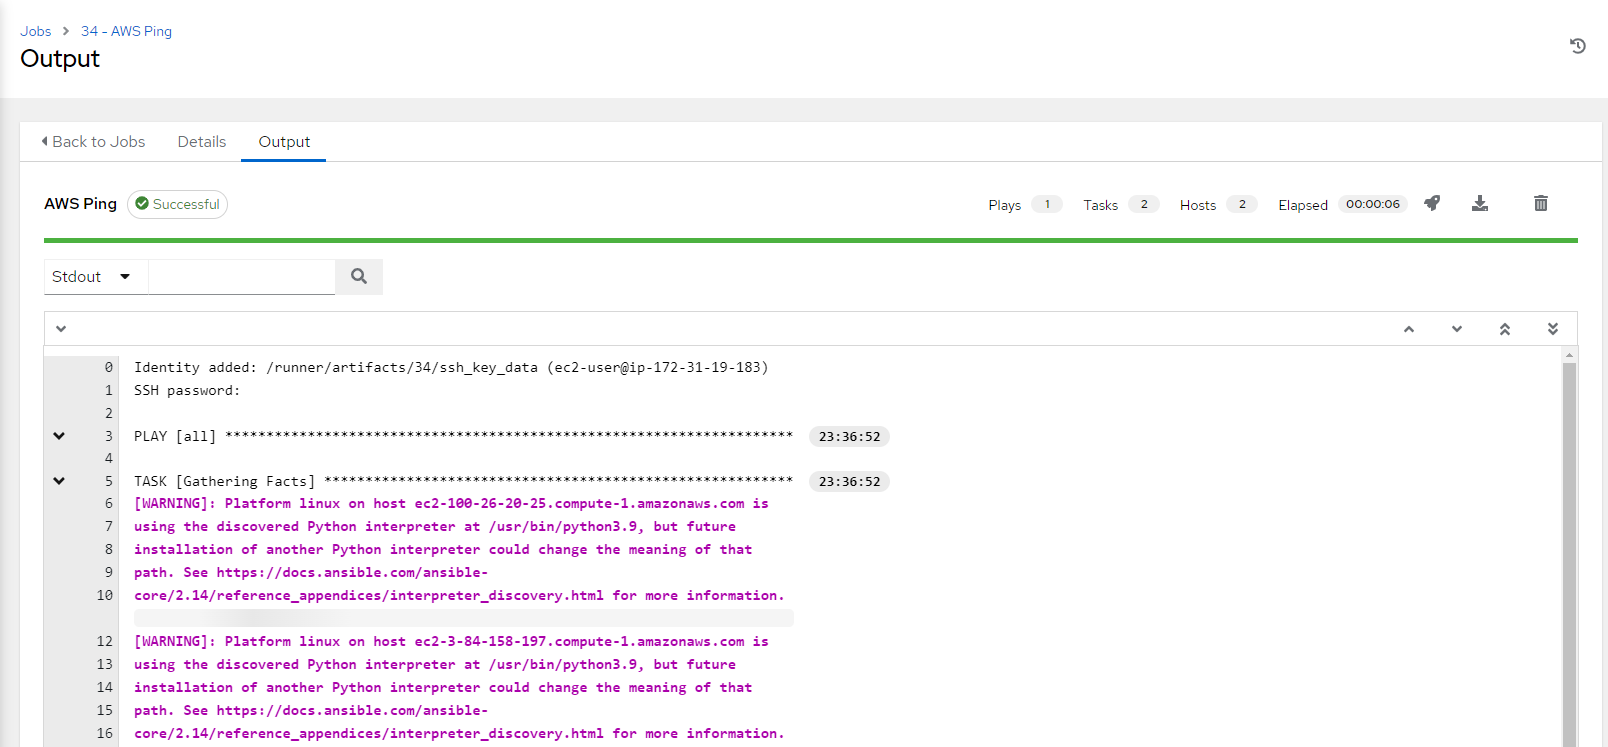 Jobs > 34 - AWS Ping
Output
Back to Jobs Details Output
AWS Ping Successful Plays 1 Tasks 2 Hosts 2 Elapsed 00:00:06
Stdout
0 Identity added: /runner/artifacts/34/ssh_key_data (ec2-user@ip-172-31-19-183)
1 SSH password:
2
3 PLAY [all] ********************************************************************* 23:36:52
4
5 TASK [Gathering Facts] ********************************************************* 23:36:52
6 [WARNING]: Platform linux on host ec2-100-26-20-25.compute-1.amazonaws.com is
7 using the discovered Python interpreter at /usr/bin/python3.9, but future
8 installation of another Python interpreter could change the meaning of that
9 path. See https://docs.ansible.com/ansible-
10 core/2.14/reference_appendices/interpreter_discovery.html for more information.
12 [WARNING]: Platform linux on host ec2-3-84-158-197.compute-1.amazonaws.com is
13 using the discovered Python interpreter at /usr/bin/python3.9, but future
14 installation of another Python interpreter could change the meaning of that
15 path. See https://docs.ansible.com/ansible-
16 core/2.14/reference_appendices/interpreter_discovery.html for more information.